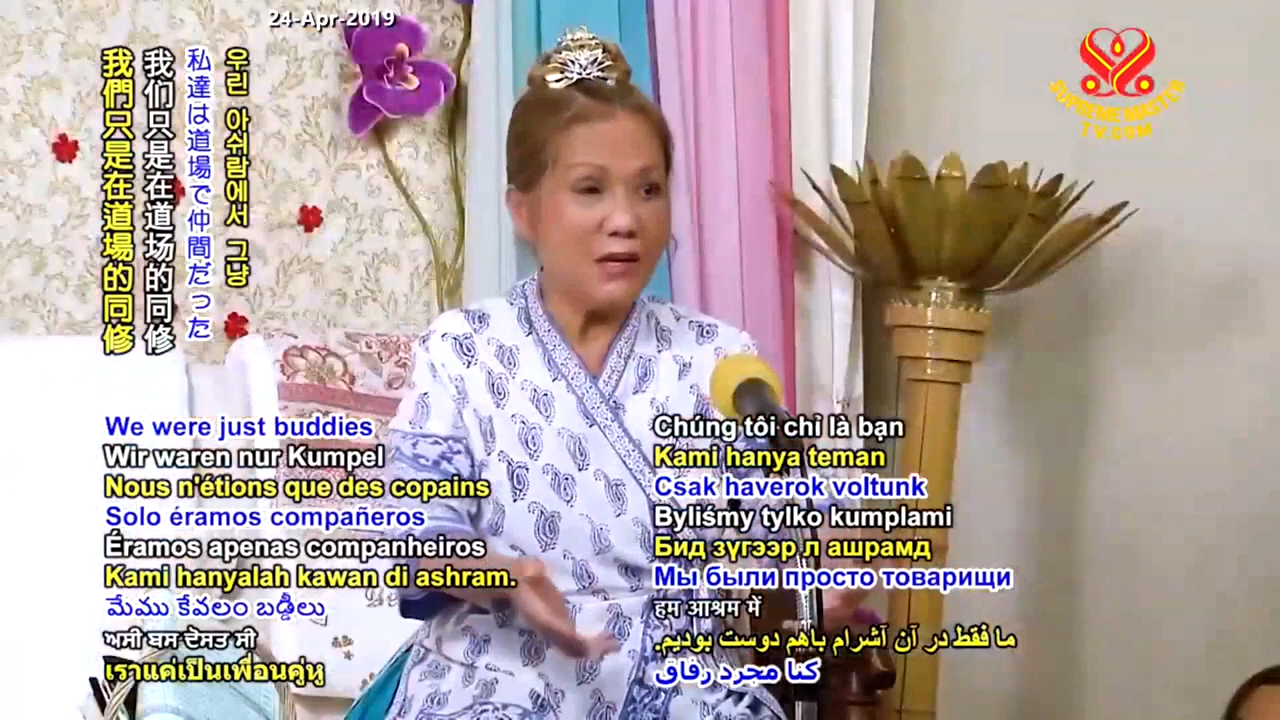 24-Apr-2019
SUPREME MASTER
TV.COM
我們只是在道場的同修
我们只是在道场的同修
私達は道場で仲間だった
우린 아쉬람에서 그냥
We were just buddies
Wir waren nur Kumpel
Nous n'étions que des copains
Solo éramos compañeros
Éramos apenas companheiros
Kami hanyalah kawan di ashram.
మేము కేవలం బడ్డీలు
ਅਸੀ ਬਸ ਦੋਸਤ ਸੀ
เราแค่เป็นเพื่อนคู่หู
Chúng tôi chỉ là bạn
Kami hanya teman
Csak haverok voltunk
Byliśmy tylko kumplami
Бид зүгээр л ашрамд
Мы были просто товарищи
हम आश्रम में
ما فقط در آن آشرام باهم دوست بودیم.
كنا مجرد رفاق